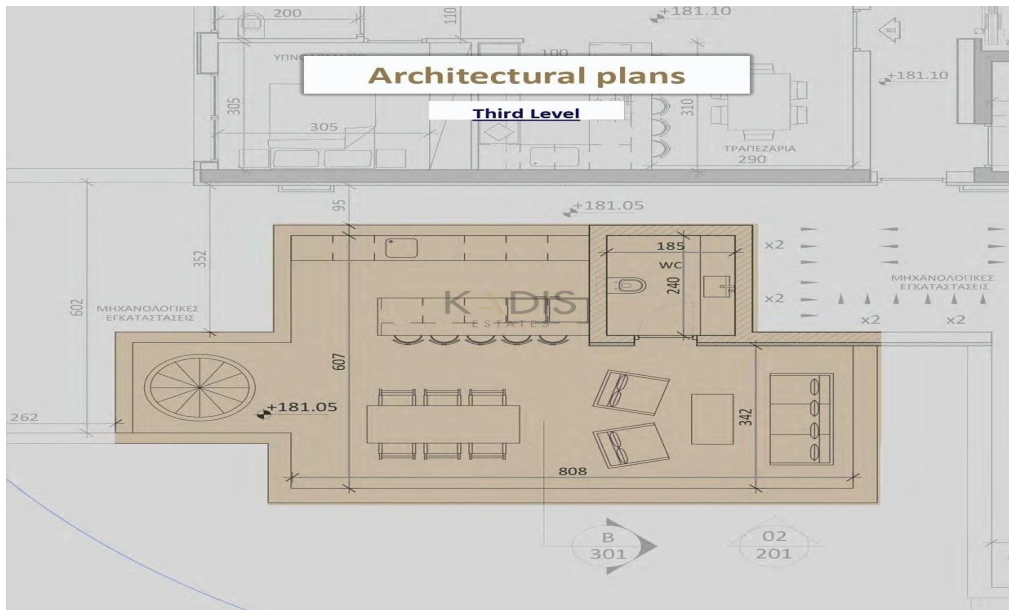 200
110
+181.10
100
+181.10
Architectural plans
Third Level
305
305
310
ΤΡΑΠΕΖΑΡΙΑ
290
95
+181.05
352
185
WC
240
x2
602
ΜΗΧΑΝΟΛΟΓΙΚΕΣ
ΕΓΚΑΤΑΣΤΑΣΕΙΣ
ΜΗΧΑΝΟΛΟΓΙΚΕΣ
ΕΓΚΑΤΑΣΤΑΣΕΙΣ
x2
x2
x2
KADIS
ESTATES
607
+181.05
262
342
808
B
301
02
201